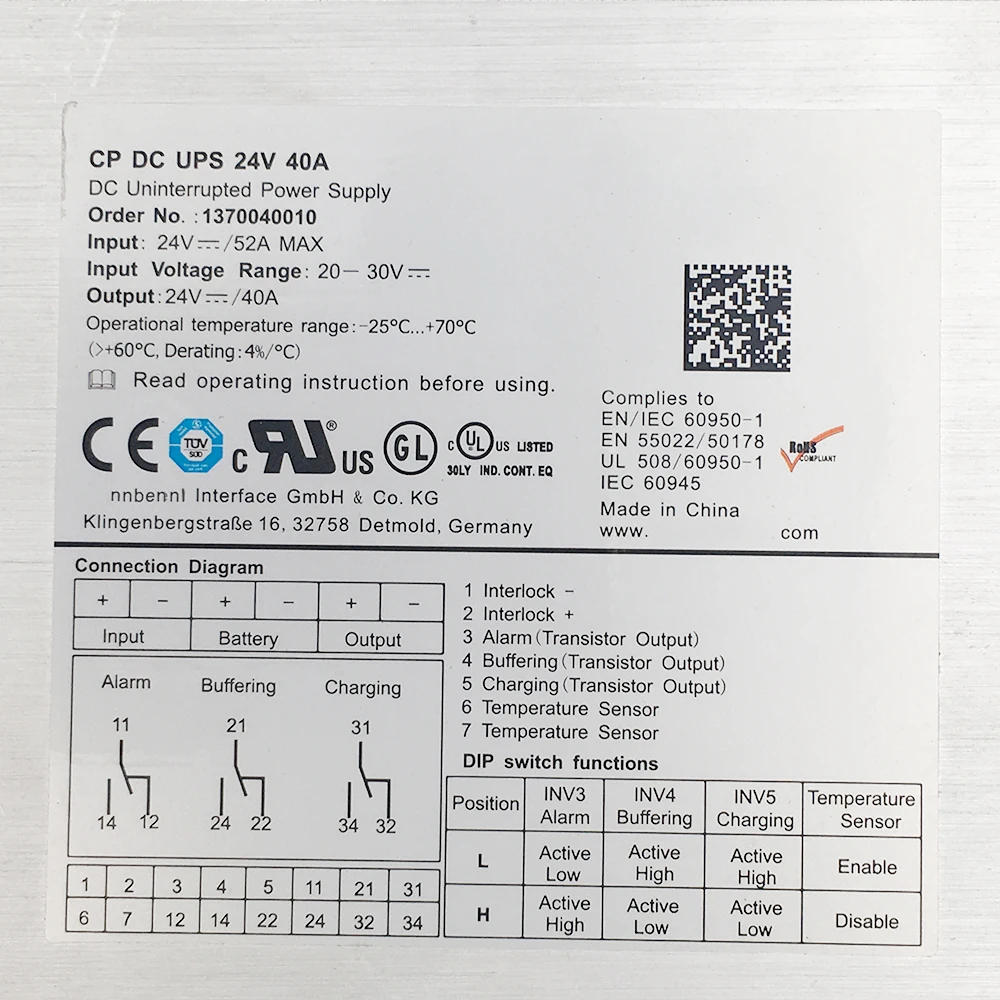 CP DC UPS 24V 40A
DC Uninterrupted Power Supply
Order No. : 1370040010
Input: 24V⎓/52A MAX
Input Voltage Range: 20－30V⎓
Output: 24V⎓/40A
Operational temperature range: -25°C...+70°C
(>+60°C, Derating: 4%/°C)
Read operating instruction before using.
CE TÜV SÜD c RU ® US GL c UL US LISTED
30LY IND. CONT. EQ
Interface GmbH & Co. KG
Klingenbergstraße 16, 32758 Detmold, Germany
Complies to
EN/IEC 60950-1
EN 55022/50178
UL 508/60950-1
IEC 60945
RoHS
COMPLIANT
Made in China
www. com
Connection Diagram
+ − + − + −
Input Battery Output
Alarm Buffering Charging
11 21 31
14 12 24 22 34 32
1 2 3 4 5 11 21 31
6 7 12 14 22 24 32 34
1 Interlock −
2 Interlock +
3 Alarm (Transistor Output)
4 Buffering (Transistor Output)
5 Charging (Transistor Output)
6 Temperature Sensor
7 Temperature Sensor
DIP switch functions
Position INV3 Alarm INV4 Buffering INV5 Charging Temperature Sensor
L Active Low Active High Active High Enable
H Active High Active Low Active Low Disable